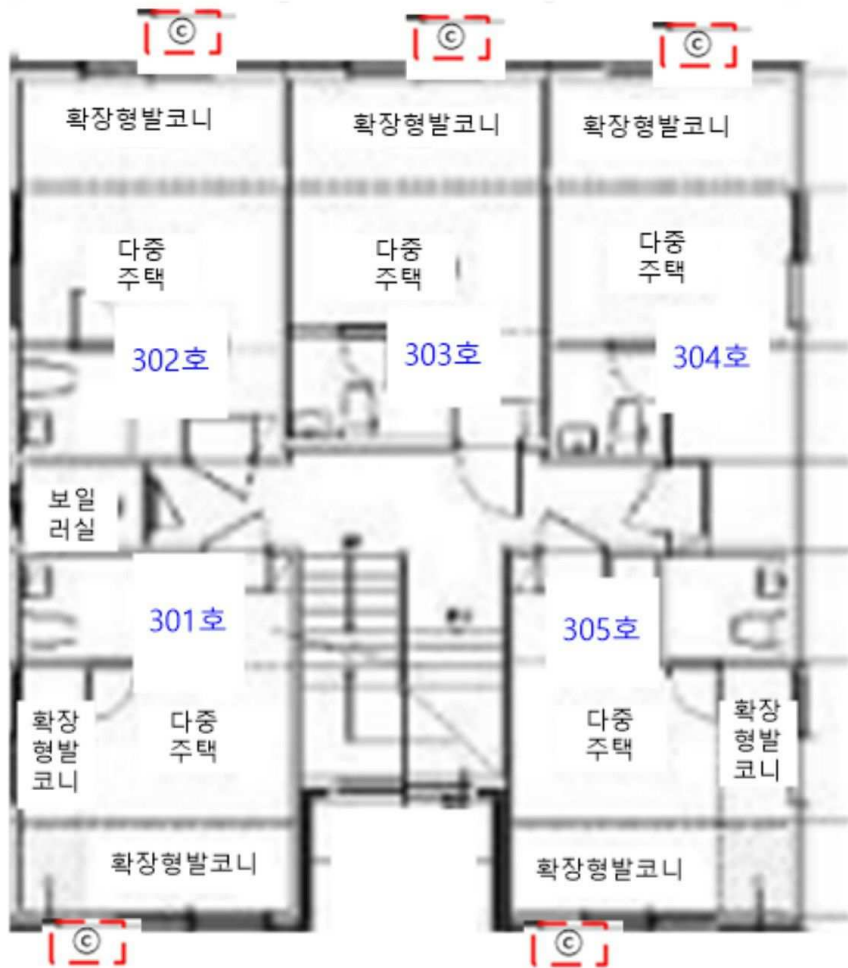 ⓒ ⓒ ⓒ
확장형발코니 확장형발코니 확장형발코니
다중
주택
다중
주택
다중
주택
302호 303호 304호
보일
러실
301호 305호
확장
형발
코니
다중
주택
다중
주택
확장
형발
코니
확장형발코니 확장형발코니
ⓒ ⓒ